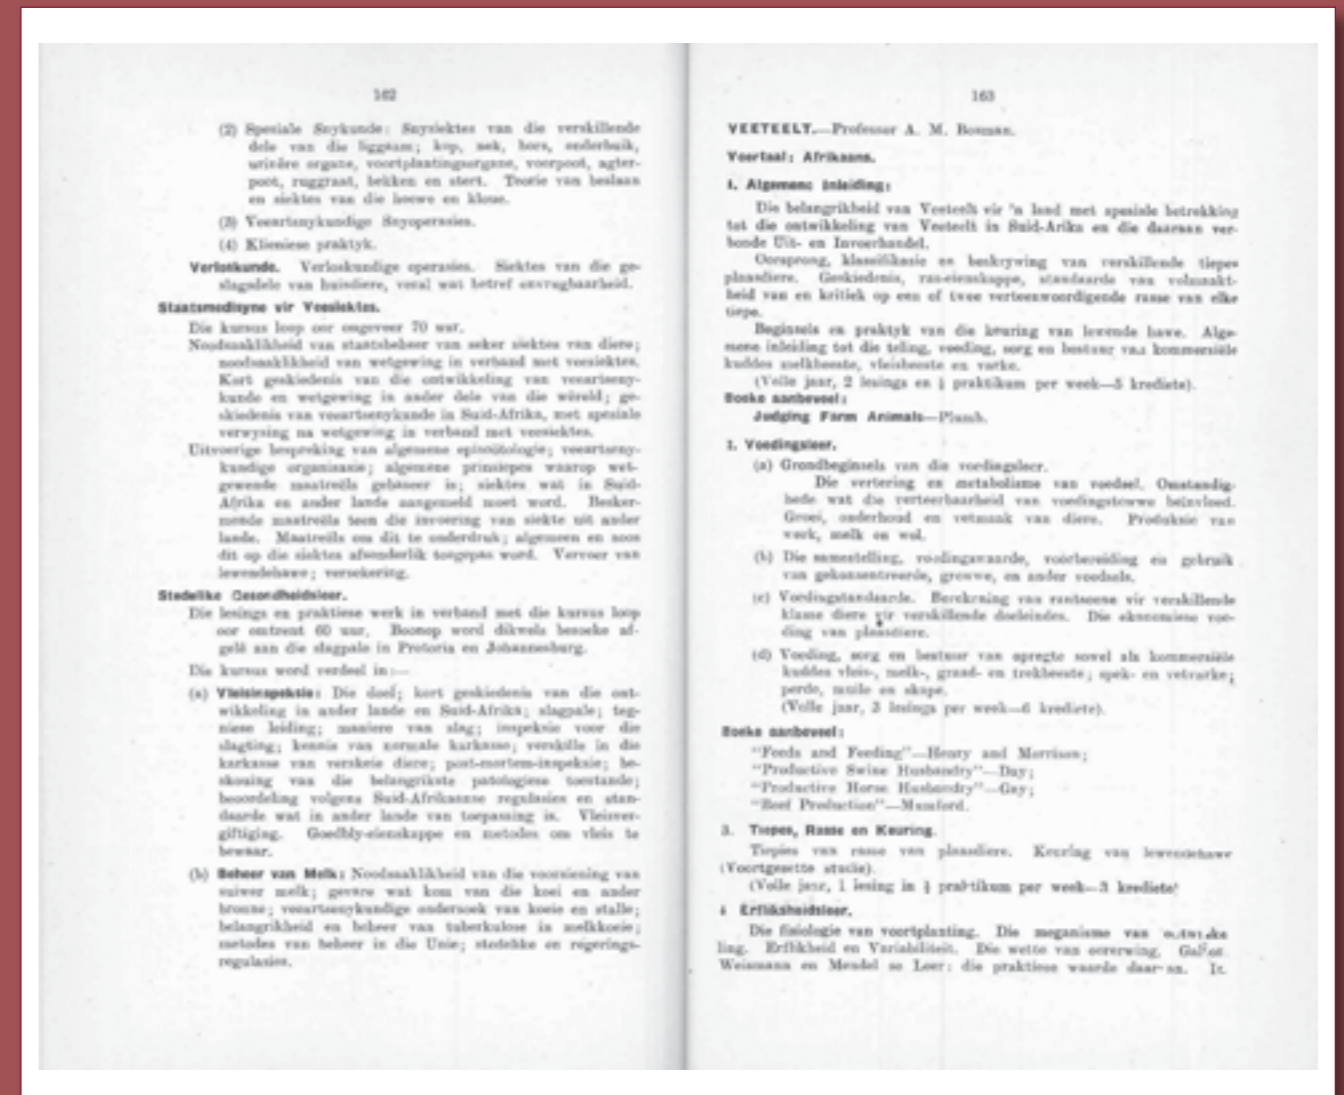 162
(2) Spesiale Snykunde: Snysiektes van die verskillende
dele van die liggaam; kop, nek, bors, onderbuik,
urinêre organe, voortplantingsorgane, voorpoot, agter-
poot, ruggraat, bekken en stert. Teorie van beslaan
en siektes van die hoewe en kloue.
(3) Veeartsnykundige Snyoperasies.
(4) Kliniese praktyk.
Verloskunde. Verloskundige operasies. Siektes van die ge-
slagsdele van huisdiere, veral wat betref onvrugbaarheid.
Staatsmedisyne vir Veesiektes.
Die kursus loop oor ongeveer 70 uur.
Noodsaaklikheid van staatsbeheer van seker siektes van diere;
noodsaaklikheid van wetgewing in verband met veesiektes.
Kort geskiedenis van die ontwikkeling van veeartseny-
kunde en wetgewing in ander dele van die wêreld; ge-
skiedenis van veeartsenykunde in Suid-Afrika, met spesiale
verwysing na wetgewing in verband met veesiektes.
Uitvoerige bespreking van algemene episoötologie; veeartseny-
kundige organisasie; algemene prinsiepes waarop wet-
gewende maatreëls gebaseer is; siektes wat in Suid-
Afrika en ander lande aangemeld moet word. Besker-
mende maatreëls teen die invoering van siekte uit ander
lande. Maatreëls om dit te onderdruk; algemeen en soos
dit op die siektes afsonderlik toegepas word. Vervoer van
lewendehawe; versekering.
Stedelike Gesondheidsleer.
Die lesings en praktiese werk in verband met die kursus loop
oor omtrent 60 uur. Boonop word dikwels besoeke af-
gelê aan die slagpale in Pretoria en Johannesburg.
Die kursus word verdeel in:—
(a) Vleisinspeksie: Die doel; kort geskiedenis van die ont-
wikkeling in ander lande en Suid-Afrika; slagpale; teg-
niese leiding; maniere van slag; inspeksie voor die
slagting; kennis van normale karkasse; verskille in die
karkasse van verskeie diere; post-mortem-inspeksie; be-
skouing van die belangrikste patologiese toestande;
beoordeling volgens Suid-Afrikaanse regulasies en stan-
daarde wat in ander lande van toepassing is. Vleisver-
giftiging. Goedbly-eienskappe en metodes om vleis te
bewaar.
(b) Beheer van Melk: Noodsaaklikheid van die voorsiening van
suiwer melk; gevare wat kom van die koei en ander
bronne; veeartsenykundige ondersoek van koeie en stalle;
belangrikheid en beheer van tuberkulose in melkkoeie;
metodes van beheer in die Unie; stedelike en regerings-
regulasies.
163
VEETEELT.—Professor A. M. Bosman.
Voertaal: Afrikaans.
1. Algemene Inleiding:
Die belangrikheid van Veeteelt vir 'n land met spesiale betrekking
tot die ontwikkeling van Veeteelt in Suid-Arika en die daaraan ver-
bonde Uit- en Invoerhandel.
Oorsprong, klassifikasie en beskrywing van verskillende tiepes
plaasdiere. Geskiedenis, ras-eienskappe, standaarde van volmaakt-
heid van en kritiek op een of twee verteenwoordigende rasse van elke
tiepe.
Beginsels en praktyk van die keuring van lewende hawe. Alge-
mene inleiding tot die teling, voeding, sorg en bestuur van kommersiële
kuddes melkbeeste, vleisbeeste en varke.
(Volle jaar, 2 lesings en praktikum per week—5 krediete).
Boeke aanbeveel:
Judging Farm Animals—Plumb.
2. Voedingsleer.
(a) Grondbeginsels van die voedingsleer.
Die vertering en metabolisme van voedsel. Omstandig-
hede wat die verteerbaarheid van voedingstowwe beïnvloed.
Groei, onderhoud en vetmaak van diere. Produksie van
werk, melk en wol.
(b) Die samestelling, voedingswaarde, voorbereiding en gebruik
van gekonsentreerde, growwe, en ander voedsels.
(c) Voedingstandaarde. Berekening van rantsoene vir verskillende
klasse diere vir verskillende doeleindes. Die ekonomiese voe-
ding van plaasdiere.
(d) Voeding, sorg en bestuur van opregte sowel als kommersiële
kuddes vleis-, melk-, graad- en trekbeeste; spek- en vetvarke;
perde, muile en skape.
(Volle jaar, 3 lesings per week—6 krediete).
Boeke aanbeveel:
"Feeds and Feeding"—Henry and Morrison;
"Productive Swine Husbandry"—Day;
"Productive Horse Husbandry"—Gay;
"Beef Production"—Mumford.
3. Tiepes, Rasse en Keuring.
Tiepies van rasse van plaasdiere. Keuring van lewendehawe
(Voortgesette studie).
(Volle jaar, 1 lesing in praktikum per week—3 krediete)
4 Erflikheidsleer.
Die fisiologie van voortplanting. Die meganisme van
ling. Erflikheid en Variabiliteit. Die wette van oorerwing.
Weismann en Mendel se Leer: die praktiese waarde daarvan.